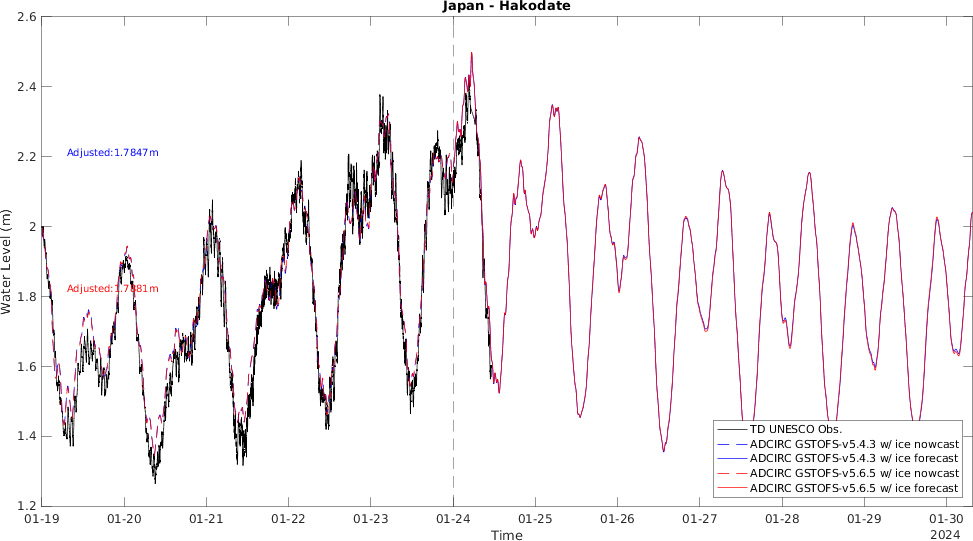 Japan - Hakodate
2.6
2.4
2.2
2
1.8
1.6
1.4
1.2
Water Level (m)
Adjusted:1.7847m
TD UNESCO Obs.
ADCIRC GSTOFS-v5.4.3 w/ ice nowcast
ADCIRC GSTOFS-v5.4.3 w/ ice forecast
ADCIRC GSTOFS-v5.6.5 w/ ice nowcast
ADCIRC GSTOFS-v5.6.5 w/ ice forecast
01-19 01-20 01-21 01-22 01-23 01-24 01-25 01-26 01-27 01-28 01-29 01-30
Time
2024